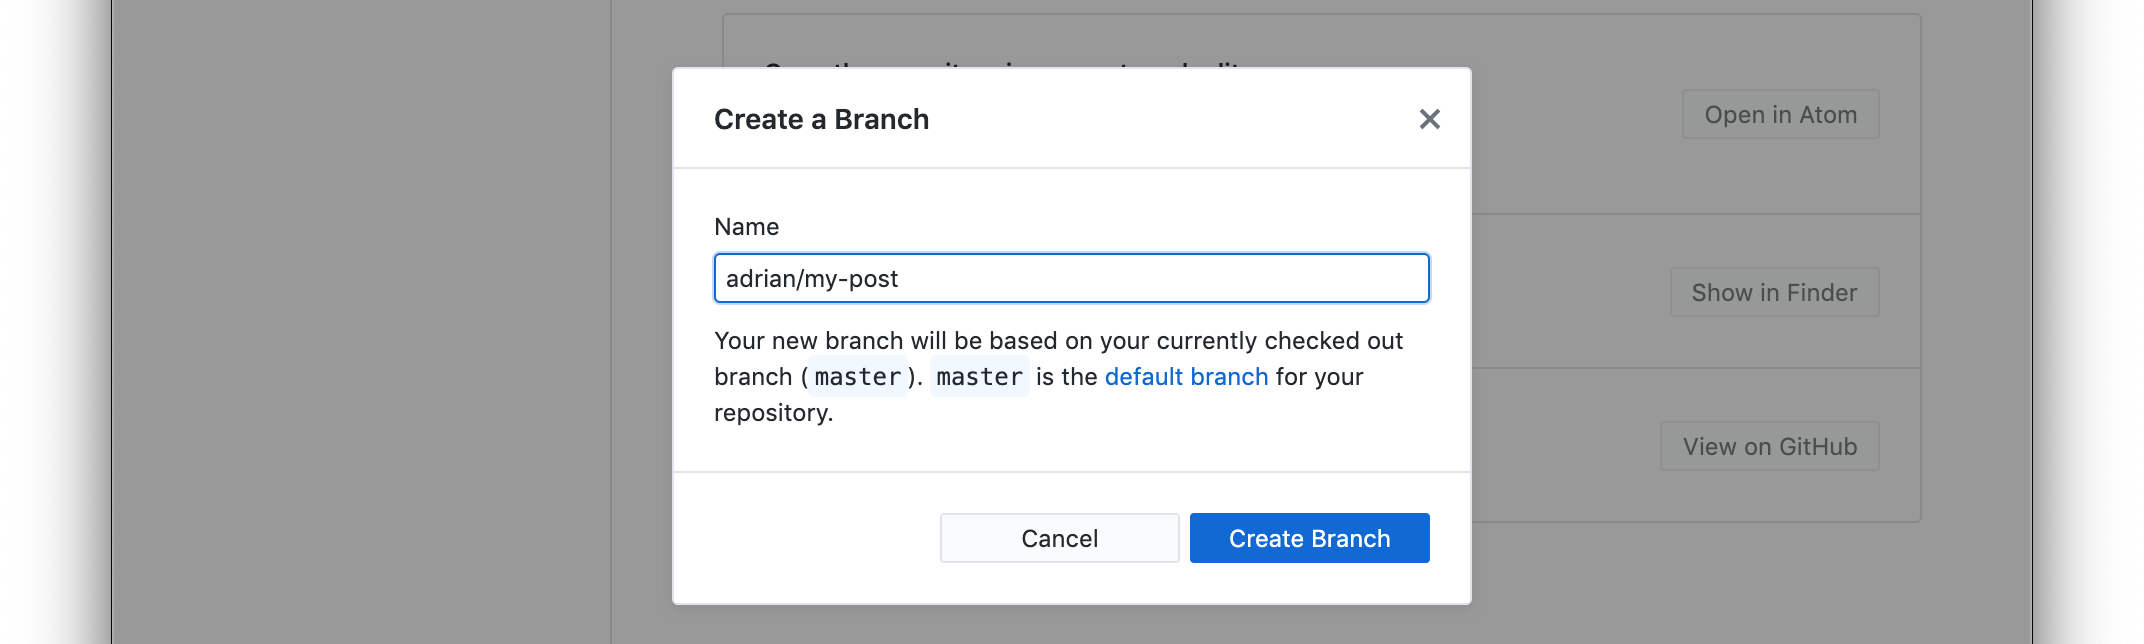 Create a Branch
Open in Atom
Name
adrian/my-post
Show in Finder
Your new branch will be based on your currently checked out
branch (master). master is the default branch for your
repository.
View on GitHub
Cancel
Create Branch